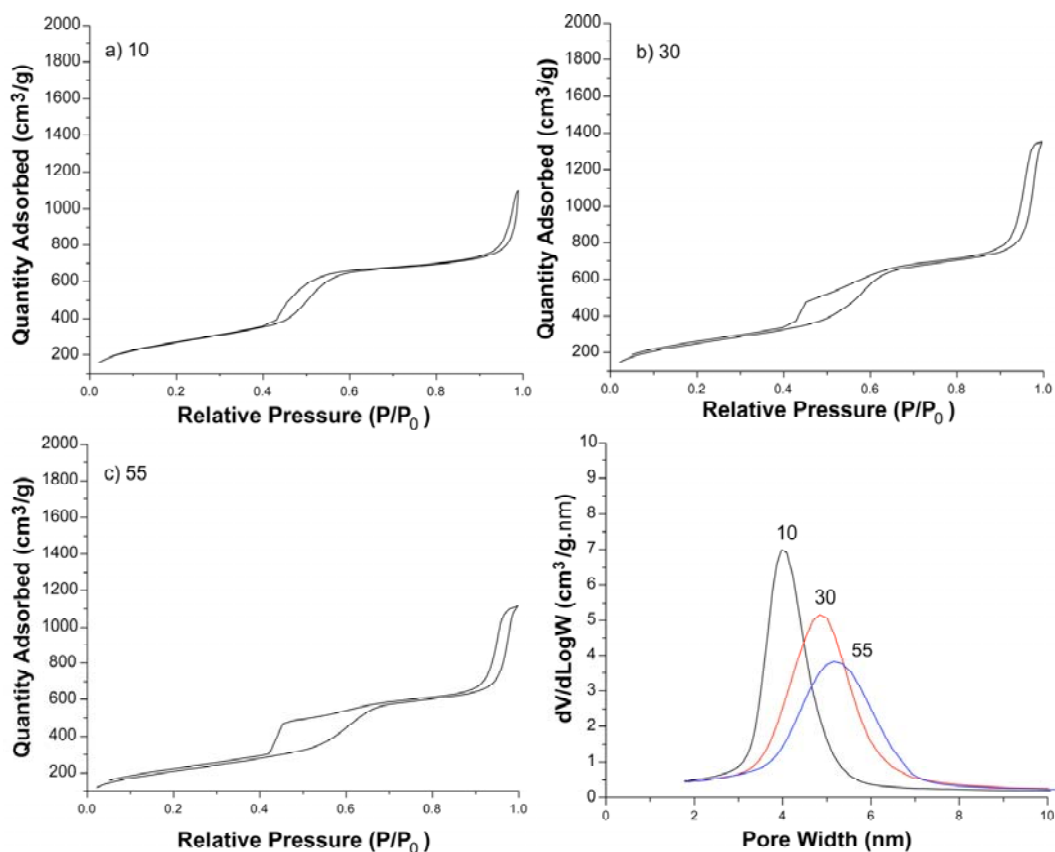 a) 10
Quantity Adsorbed (cm³/g)
2000
1800
1600
1400
1200
1000
800
600
400
200
0.0 0.2 0.4 0.6 0.8 1.0
Relative Pressure (P/P₀ )
b) 30
Quantity Adsorbed (cm³/g)
2000
1800
1600
1400
1200
1000
800
600
400
200
0.0 0.2 0.4 0.6 0.8 1.0
Relative Pressure (P/P₀ )
c) 55
Quantity Adsorbed (cm³/g)
2000
1800
1600
1400
1200
1000
800
600
400
200
0.0 0.2 0.4 0.6 0.8 1.0
Relative Pressure (P/P₀ )
dV/dLogW (cm³/g.nm)
10
9
8
7
6
5
4
3
2
1
0
10
30
55
2 4 6 8 10
Pore Width (nm)